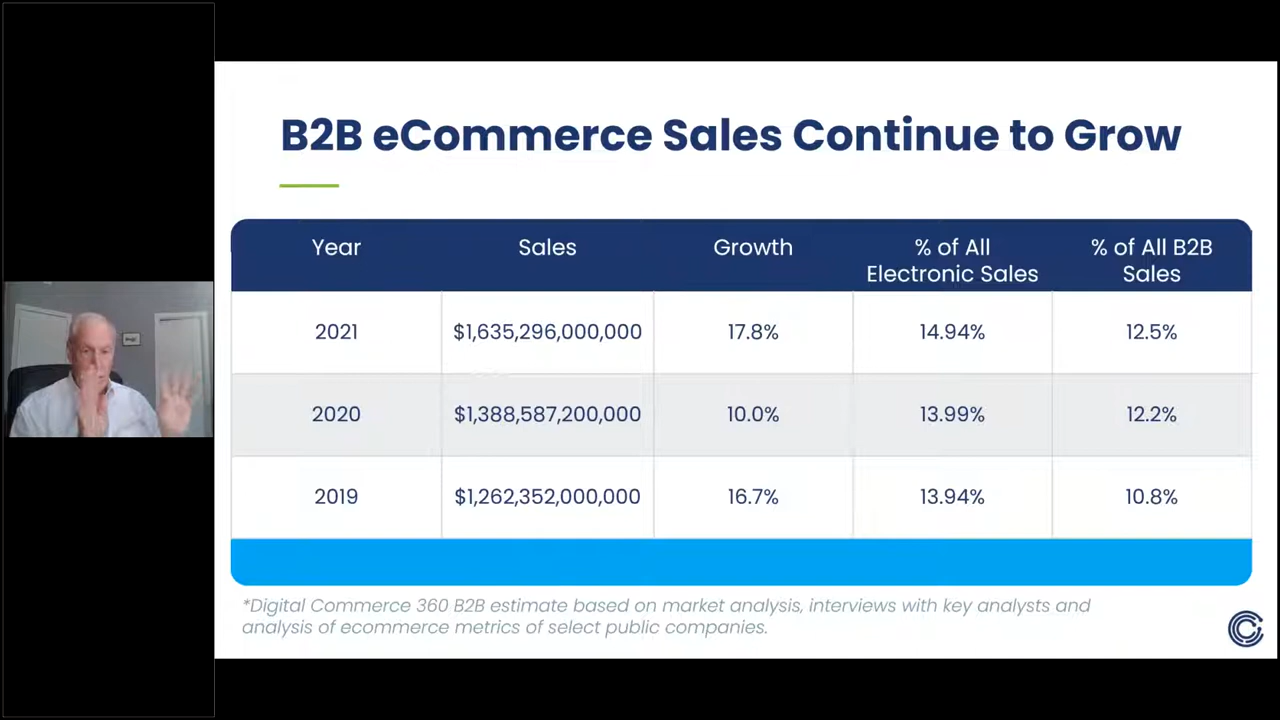 B2B eCommerce Sales Continue to Grow
Year Sales Growth % of All Electronic Sales % of All B2B Sales
2021 $1,635,296,000,000 17.8% 14.94% 12.5%
2020 $1,388,587,200,000 10.0% 13.99% 12.2%
2019 $1,262,352,000,000 16.7% 13.94% 10.8%
*Digital Commerce 360 B2B estimate based on market analysis, interviews with key analysts and
analysis of ecommerce metrics of select public companies.